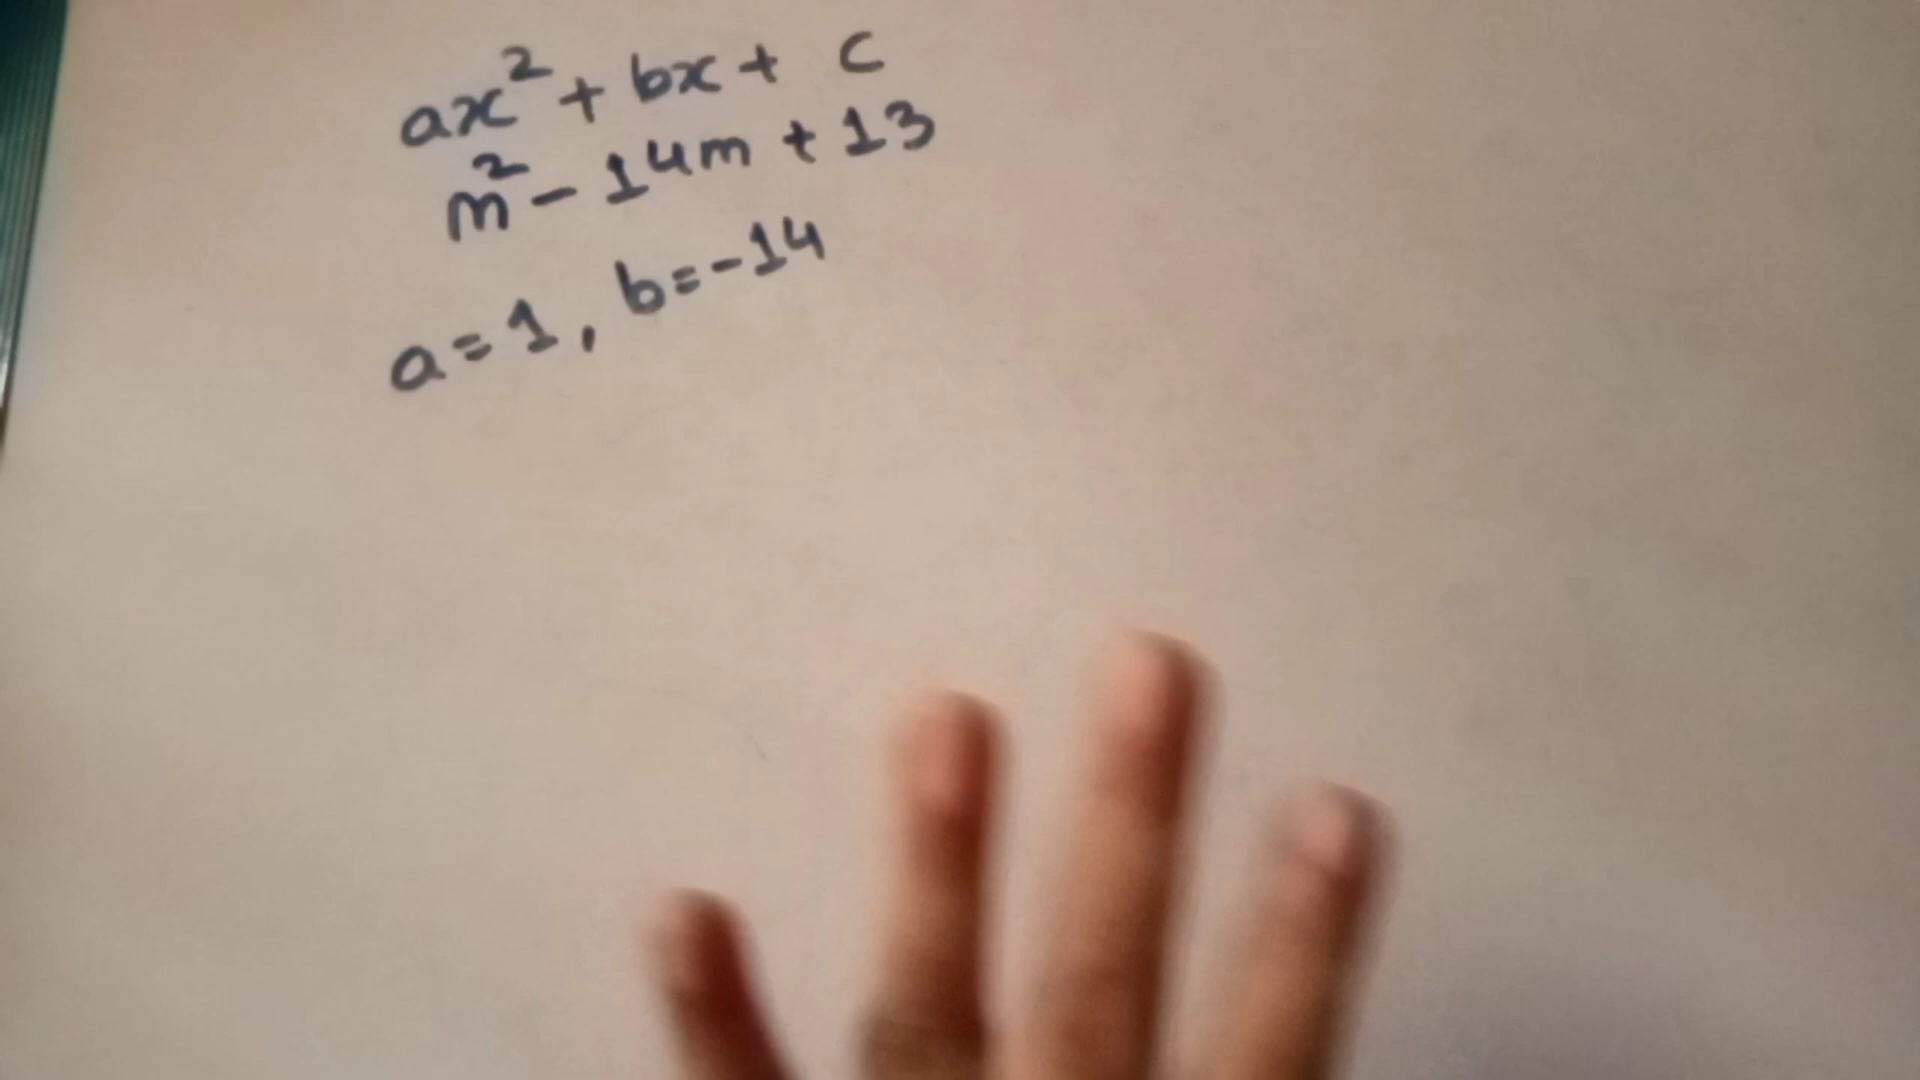 ax² + bx + c
m² - 14m + 13
a = 1, b = -14